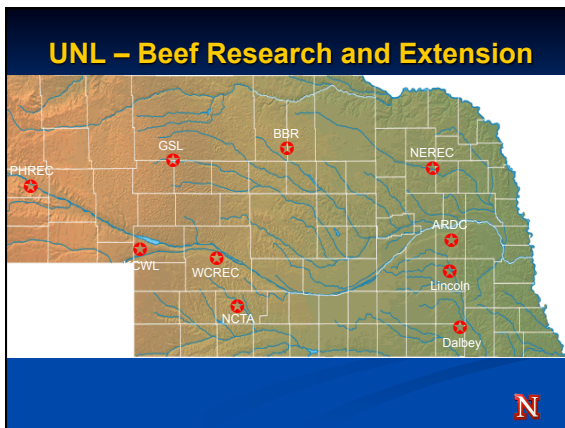 UNL – Beef Research and Extension
BBR
GSL
NEREC
PHREC
ARDC
WCREC
Lincoln
NCTA
Dalbey
N